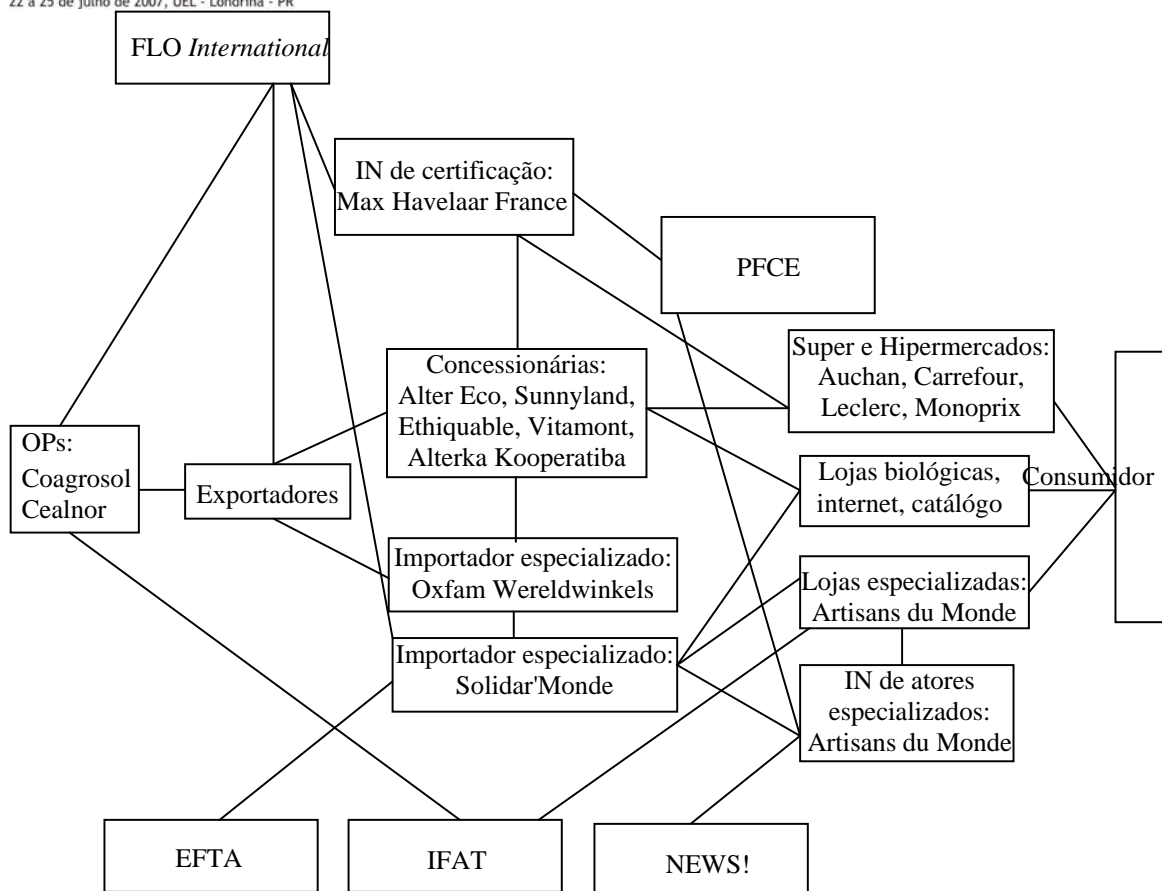 22 a 25 de julho de 2007, UEL - Londrina - PR
FLO International
IN de certificação:
Max Havelaar France
PFCE
Super e Hipermercados:
Auchan, Carrefour,
Leclerc, Monoprix
Concessionárias:
Alter Eco, Sunnyland,
Ethiquable, Vitamont,
Alterka Kooperatiba
OPs:
Coagrosol
Cealnor
Exportadores
Lojas biológicas,
internet, catálógo
Consumidor
Importador especializado:
Oxfam Wereldwinkels
Lojas especializadas:
Artisans du Monde
Importador especializado:
Solidar'Monde
IN de atores
especializados:
Artisans du Monde
EFTA
IFAT
NEWS!